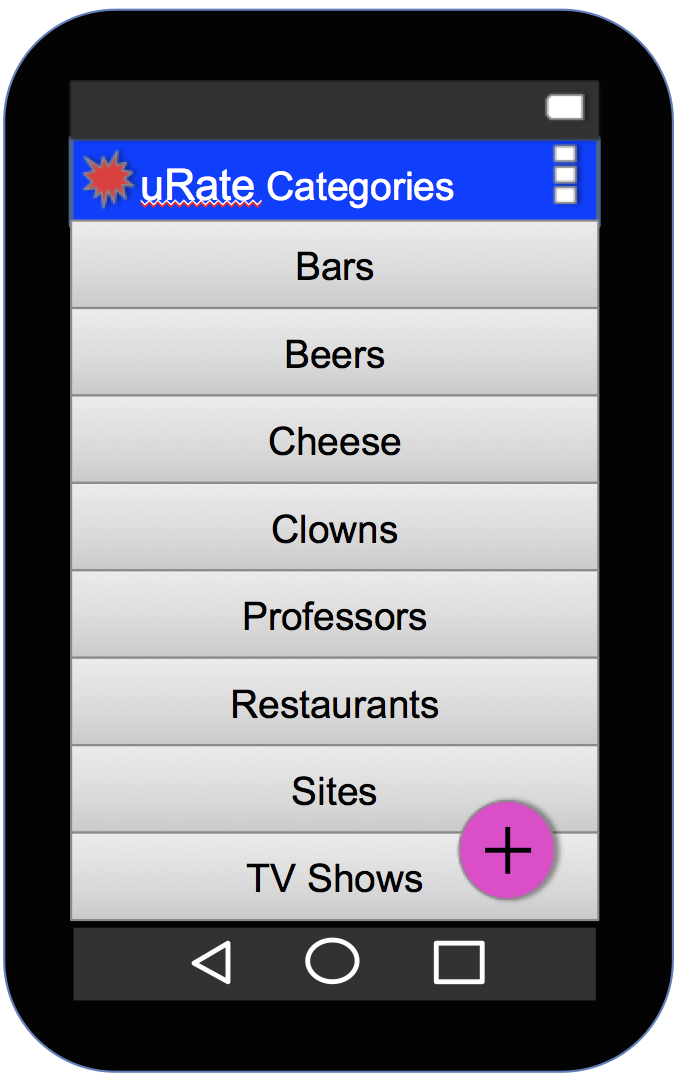 uRate Categories
Bars
Beers
Cheese
Clowns
Professors
Restaurants
Sites
TV Shows
+